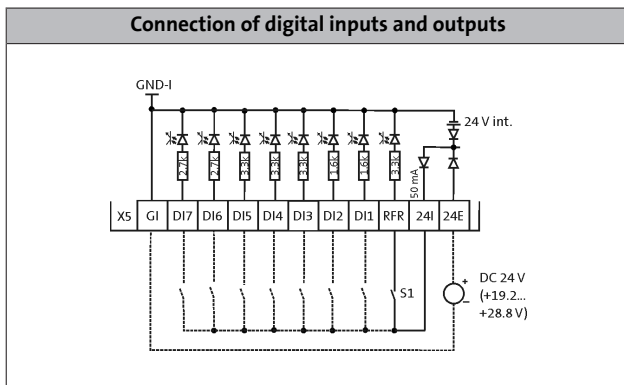 Connection of digital inputs and outputs
GND-I
24 V int.
2.7k 2.7k 3.3k 3.3k 3.3k 1.6k 1.6k 3.3k 50 mA
X5 GI DI7 DI6 DI5 DI4 DI3 DI2 DI1 RFR 24I 24E
S1
+
–
DC 24 V
(+19.2...
+28.8 V)